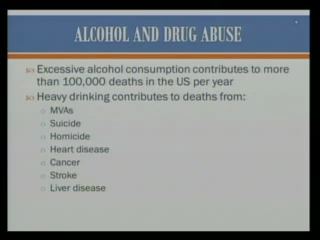 ALCOHOL AND DRUG ABUSE
Excessive alcohol consumption contributes to more
than 100,000 deaths in the US per year
Heavy drinking contributes to deaths from:
MVAs
Suicide
Homicide
Heart disease
Cancer
Stroke
Liver disease